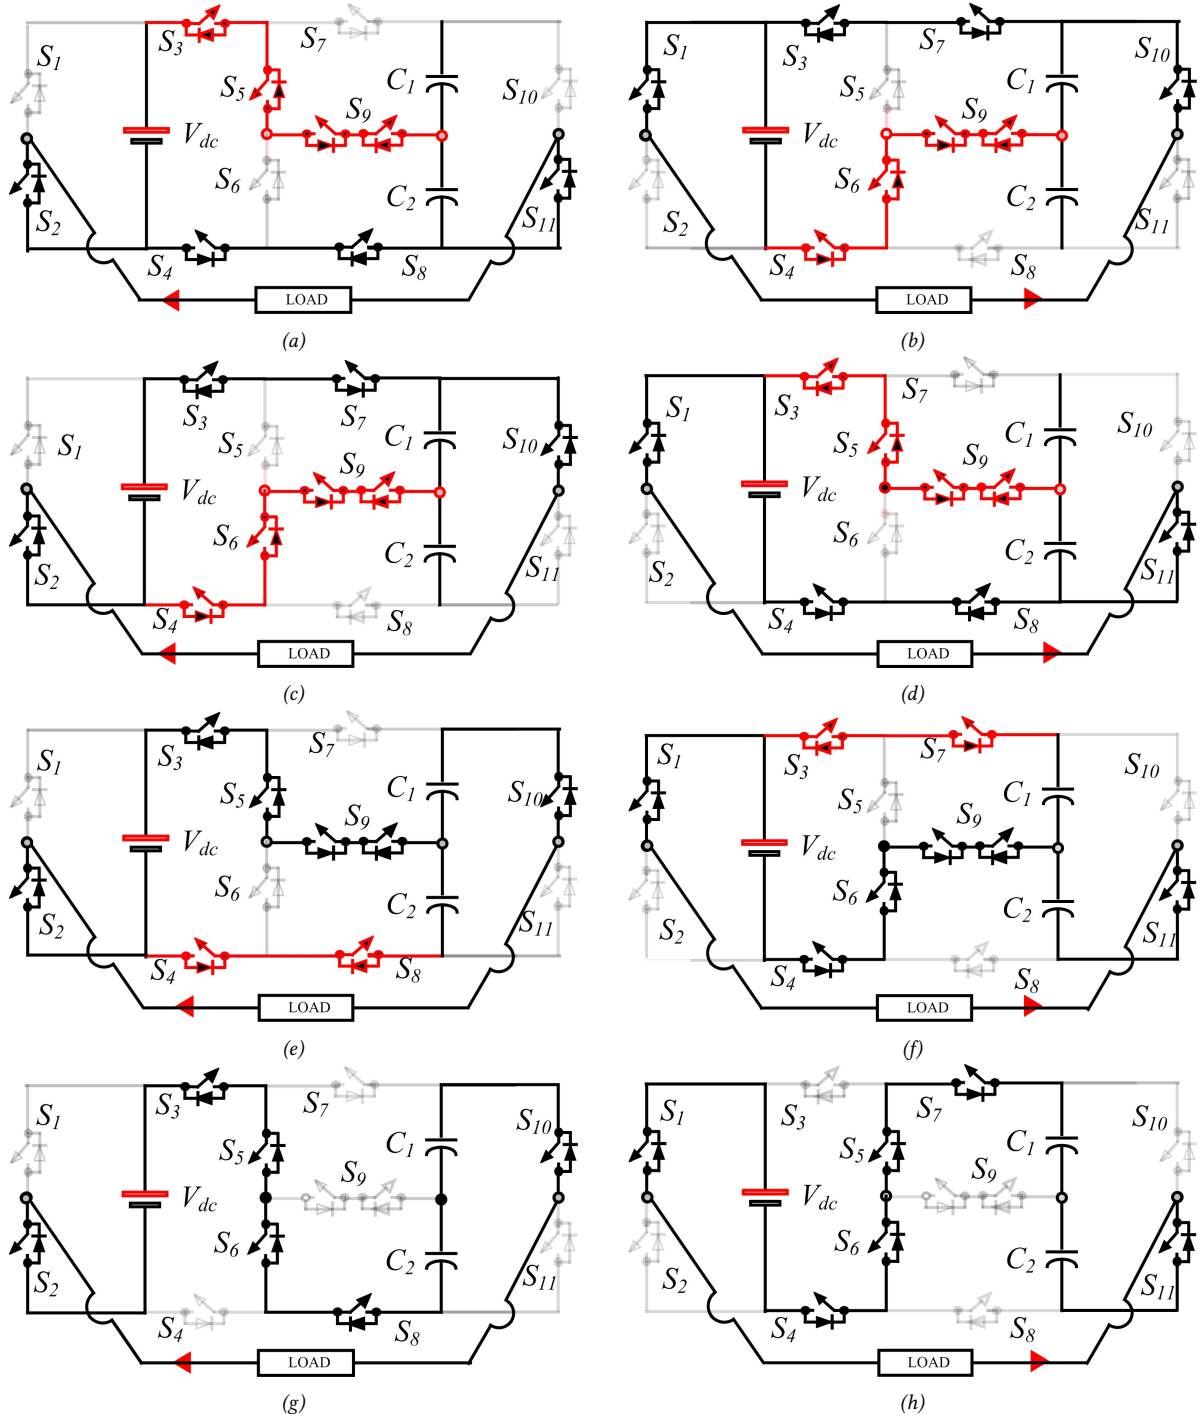 S3 S7
S1 S5 C1 S10
S9
Vdc
S6 C2
S2 S11
S4 S8
LOAD
(a)
S1 S3 S7 S10
S5 C1
S9
Vdc
S6 C2
S2 S11
S4 S8
LOAD
(b)
S3 S7
S1 S5 C1 S10
S9
Vdc
S6 C2
S2 S11
S4 S8
LOAD
(c)
S1 S3 S7 S10
S5 C1
S9
Vdc
S6 C2
S2 S11
S4 S8
LOAD
(d)
S3 S7
S1 S5 C1 S10
S9
Vdc
S6 C2
S2 S11
S4 S8
LOAD
(e)
S1 S3 S7 S10
S5 C1
S9
Vdc
S6 C2
S2 S11
S4 S8
LOAD
(f)
S3 S7
S1 S5 C1 S10
S9
Vdc
S6 C2
S2 S11
S4 S8
LOAD
(g)
S1 S3 S7 S10
S5 C1
S9
Vdc
S6 C2
S2 S11
S4 S8
LOAD
(h)